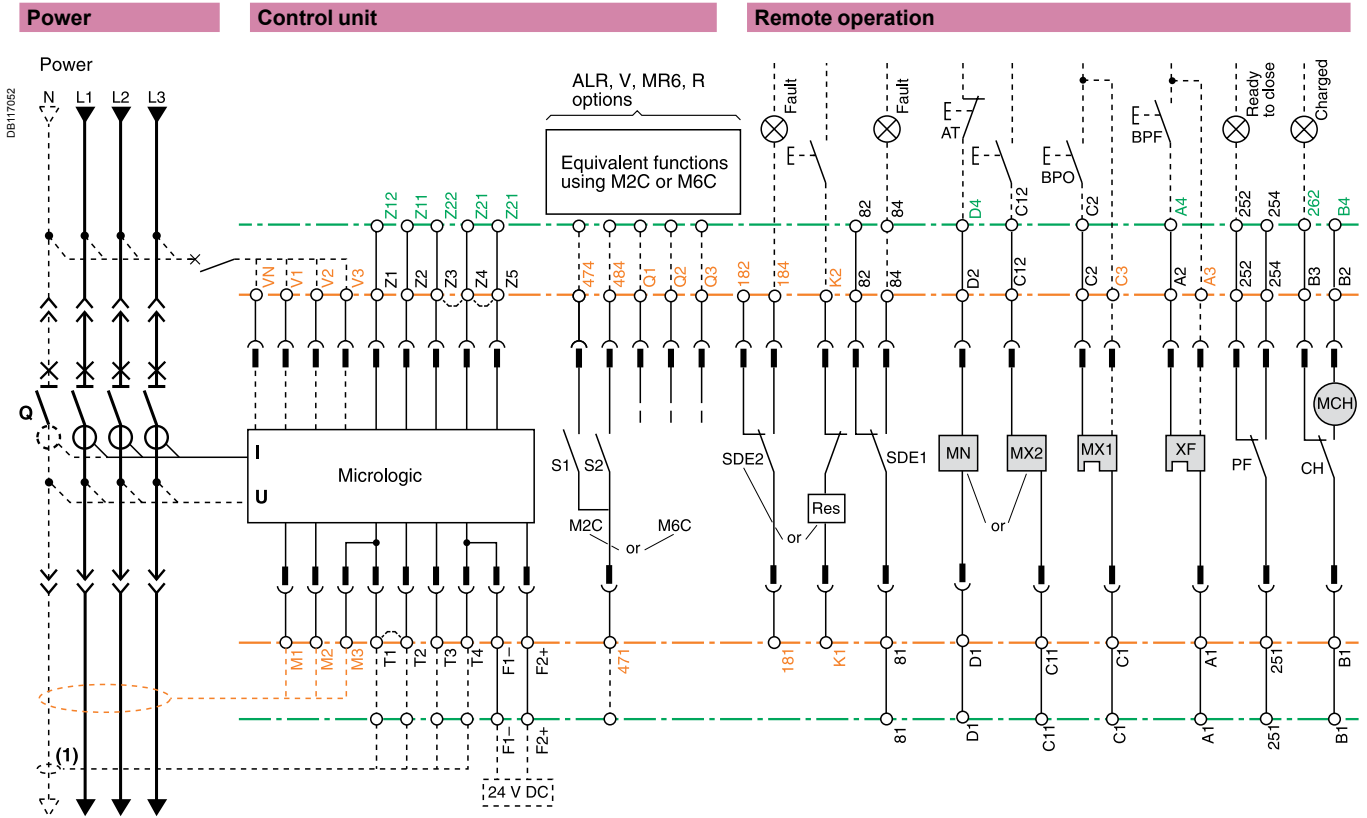 Power
Control unit
Remote operation
Power
DB117052
N L1 L2 L3
ALR, V, MR6, R
options
Equivalent functions
using M2C or M6C
Fault
Fault
Ready
to close
Charged
AT
BPO
BPF
Z12 Z11 Z22 Z21 Z21
82 84 D4 C12 C2 A4 252 254 262 B4
VN V1 V2 V3 Z1 Z2 Z3 Z4 Z5 474 484 Q1 Q2 Q3 182 184 K2 82 84 D2 C12 C2 C3 A2 A3 252 254 B3 B2
Q
I
U
Micrologic
S1 S2
M2C or M6C
SDE2
or
Res
SDE1
MN
MX2
or
MX1
XF
PF
CH
MCH
M1 M2 M3 T1 T2 T3 T4 F1– F2+ 471 181 K1 81 D1 C11 C1 A1 251 B1
F1– F2+ 81 D1 C11 C1 A1 251 B1
(1)
24 V DC